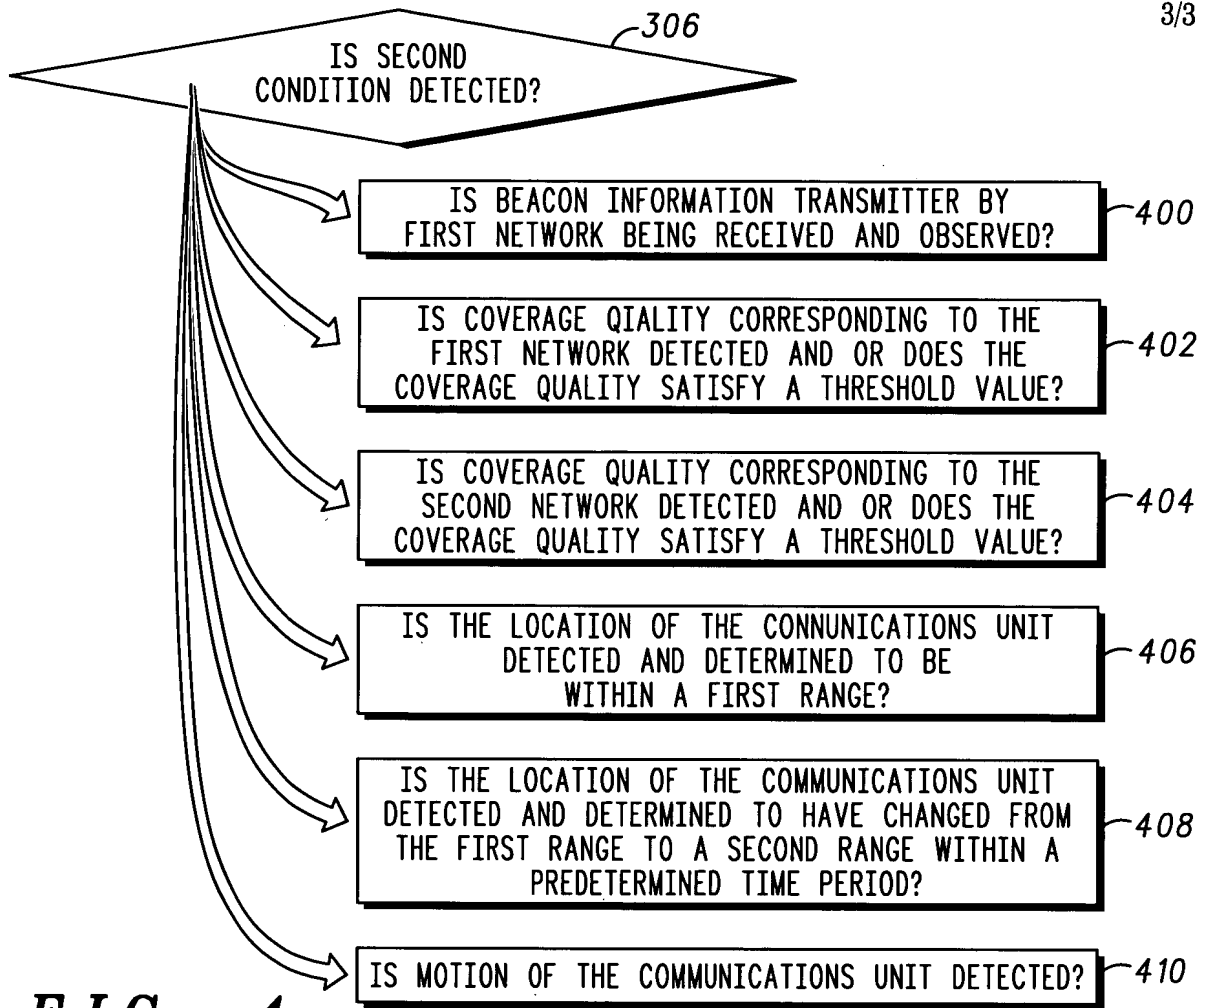 3/3
306
IS SECOND
CONDITION DETECTED?
IS BEACON INFORMATION TRANSMITTER BY
FIRST NETWORK BEING RECEIVED AND OBSERVED?
400
IS COVERAGE QIALITY CORRESPONDING TO THE
FIRST NETWORK DETECTED AND OR DOES THE
COVERAGE QUALITY SATISFY A THRESHOLD VALUE?
402
IS COVERAGE QUALITY CORRESPONDING TO THE
SECOND NETWORK DETECTED AND OR DOES THE
COVERAGE QUALITY SATISFY A THRESHOLD VALUE?
404
IS THE LOCATION OF THE CONNUNICATIONS UNIT
DETECTED AND DETERMINED TO BE
WITHIN A FIRST RANGE?
406
IS THE LOCATION OF THE COMMUNICATIONS UNIT
DETECTED AND DETERMINED TO HAVE CHANGED FROM
THE FIRST RANGE TO A SECOND RANGE WITHIN A
PREDETERMINED TIME PERIOD?
408
IS MOTION OF THE COMMUNICATIONS UNIT DETECTED?
410
FIG. 4